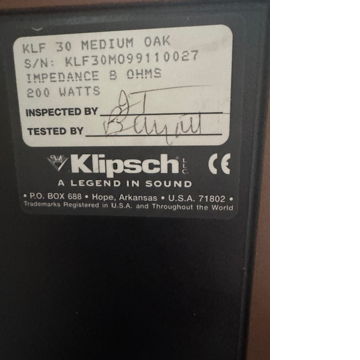 KLF 30 MEDIUM OAK
S/N: KLF30M099110027
IMPEDANCE 8 OHMS
200 WATTS
INSPECTED BY
TESTED BY
Klipsch LLC CE
A LEGEND IN SOUND
• P.O. BOX 688 • Hope, Arkansas • U.S.A. 71802 •
Trademarks Registered in U.S.A. and Throughout the World